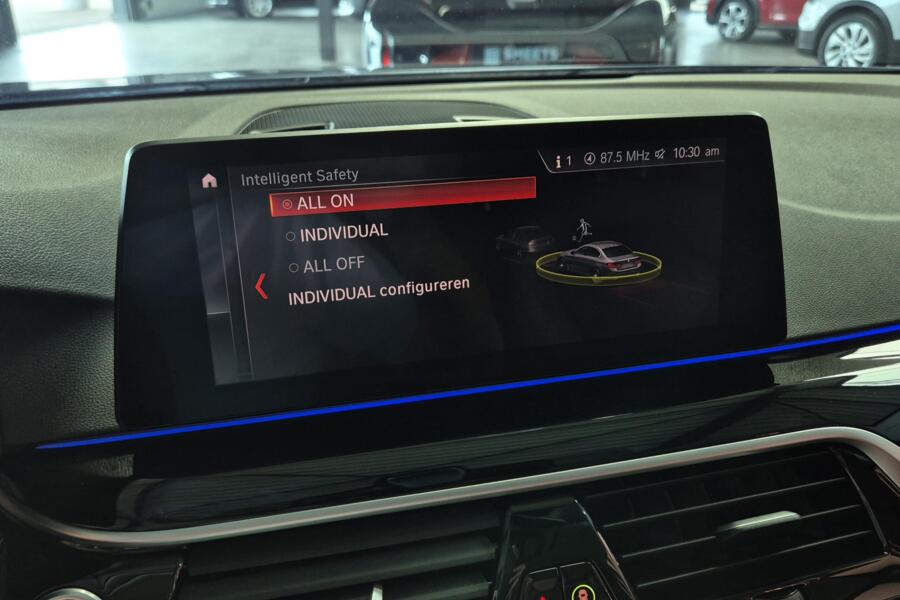 Intelligent Safety
1 87.5 MHz 10:30 am
ALL ON
INDIVIDUAL
ALL OFF
INDIVIDUAL configureren